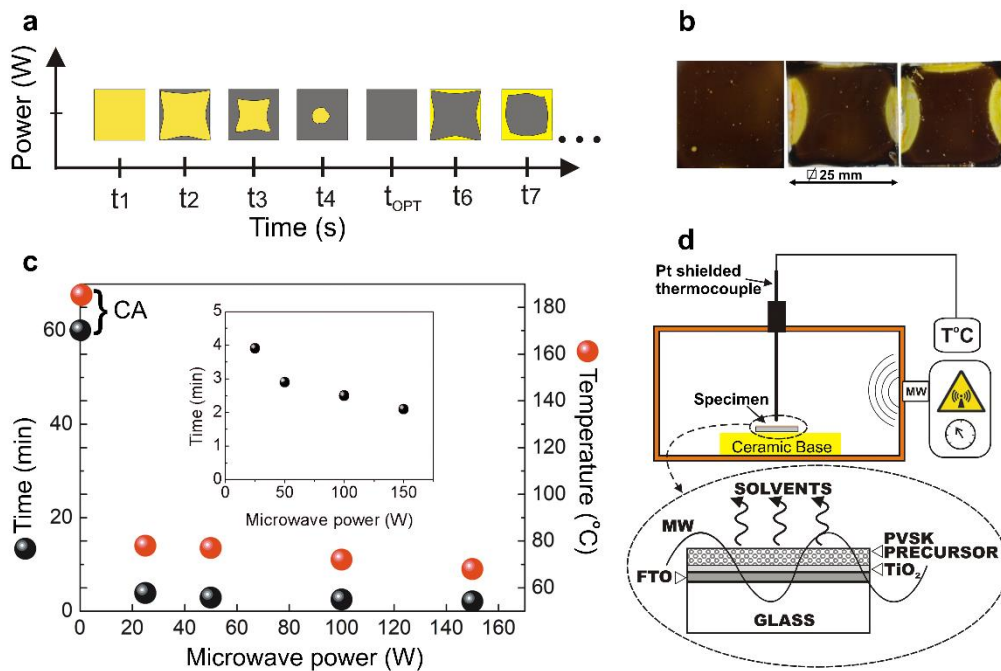 a
Power (W)
t1 t2 t3 t4 tOPT t6 t7
Time (s)
b
⌀ 25 mm
c
Time (min)
60
40
20
0
CA
0 20 40 60 80 100 120 140 160
Microwave power (W)
Temperature (°C)
180
160
140
120
100
80
60
Time (min)
5
4
3
2
1
0
0 50 100 150
Microwave power (W)
d
Pt shielded
thermocouple
T°C
MW
Specimen
Ceramic Base
SOLVENTS
MW
PVSK
PRECURSOR
TiO₂
FTO
GLASS